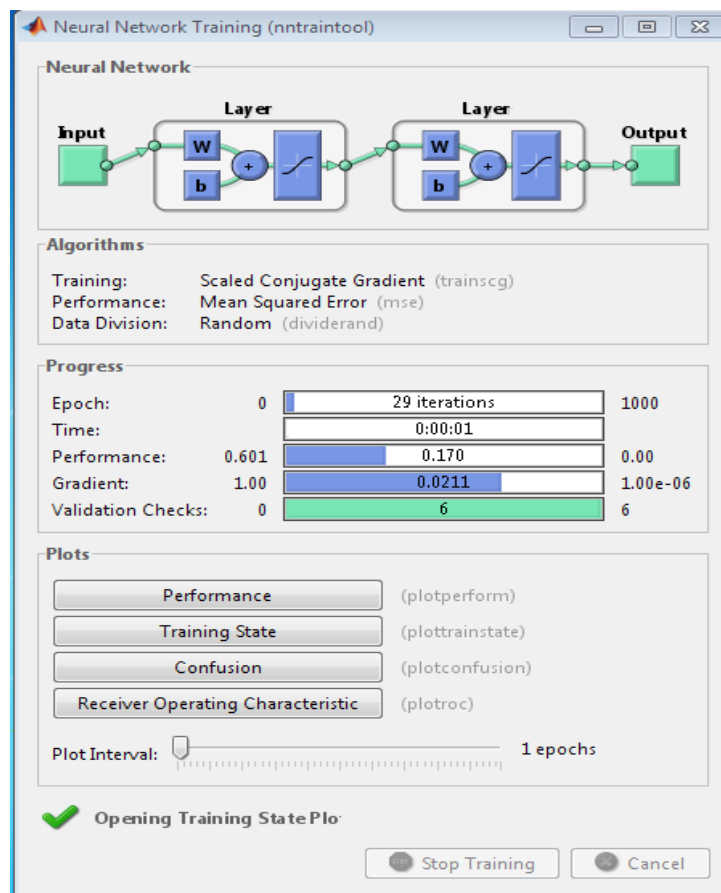 Neural Network Training (nntraintool)
Neural Network
Layer Layer
Input Output
W W
+ +
b b
Algorithms
Training: Scaled Conjugate Gradient (trainscg)
Performance: Mean Squared Error (mse)
Data Division: Random (dividerand)
Progress
Epoch: 0 29 iterations 1000
Time: 0:00:01
Performance: 0.601 0.170 0.00
Gradient: 1.00 0.0211 1.00e-06
Validation Checks: 0 6 6
Plots
Performance (plotperform)
Training State (plottrainstate)
Confusion (plotconfusion)
Receiver Operating Characteristic (plotroc)
Plot Interval: 1 epochs
Opening Training State Plo
Stop Training Cancel